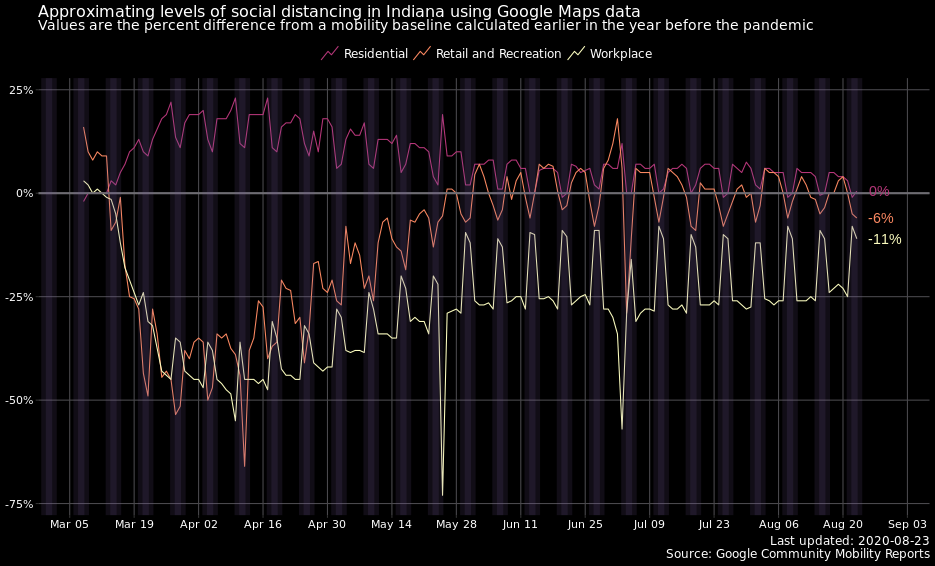 Approximating levels of social distancing in Indiana using Google Maps data
Values are the percent difference from a mobility baseline calculated earlier in the year before the pandemic
Residential Retail and Recreation Workplace
25%
0%
-25%
-50%
-75%
0%
-6%
-11%
Mar 05 Mar 19 Apr 02 Apr 16 Apr 30 May 14 May 28 Jun 11 Jun 25 Jul 09 Jul 23 Aug 06 Aug 20 Sep 03
Last updated: 2020-08-23
Source: Google Community Mobility Reports